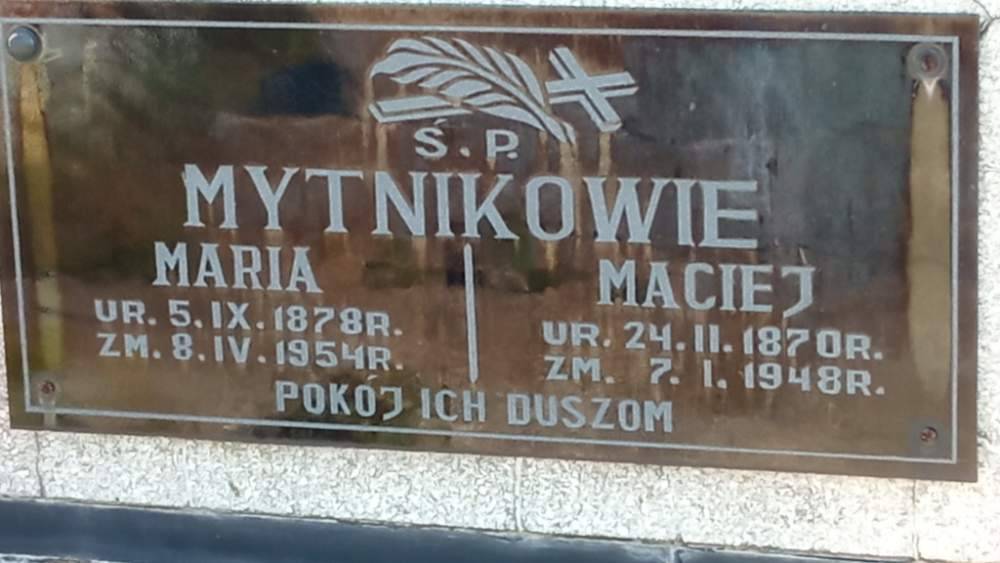 Ś.P.
MYTNIKOWIE
MARIA
UR. 5.IX.1878R.
ZM. 8.IV.1954R.
MACIEJ
UR. 24.II.1870R.
ZM. 7. I. 1948R.
POKÓJ ICH DUSZOM